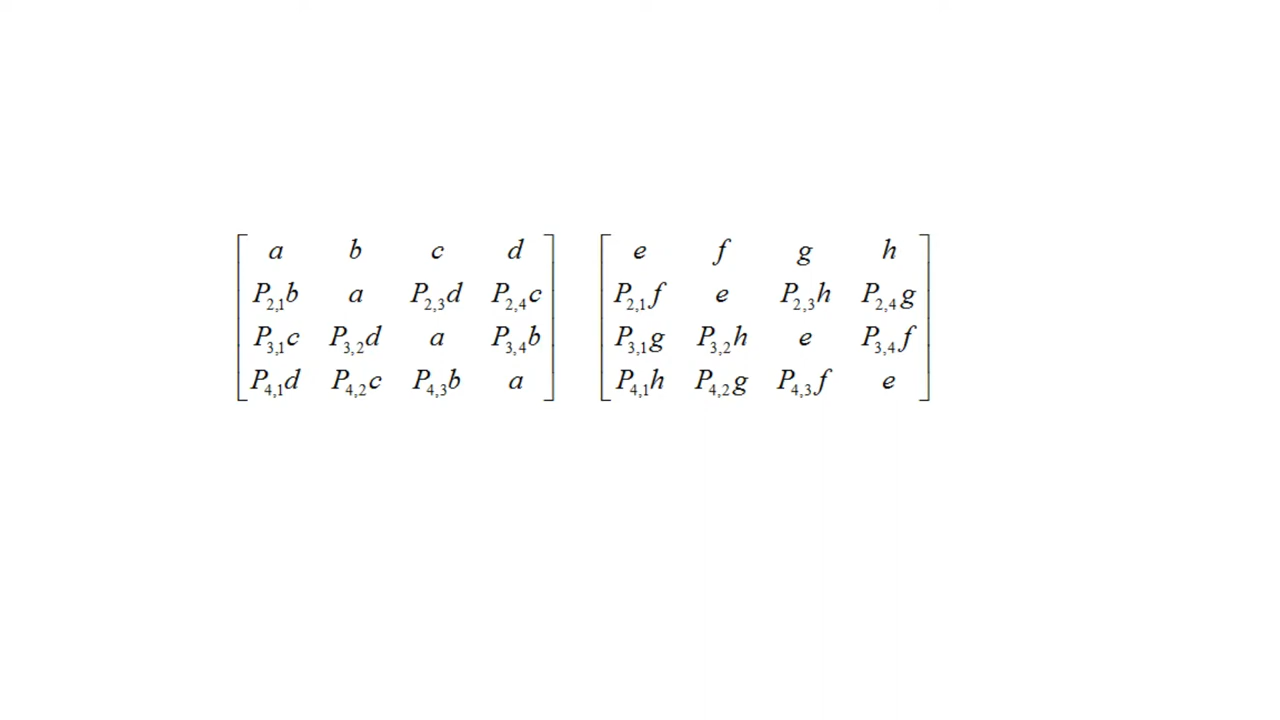 a b c d e f g h
P2,1b a P2,3d P2,4c P2,1f e P2,3h P2,4g
P3,1c P3,2d a P3,4b P3,1g P3,2h e P3,4f
P4,1d P4,2c P4,3b a P4,1h P4,2g P4,3f e